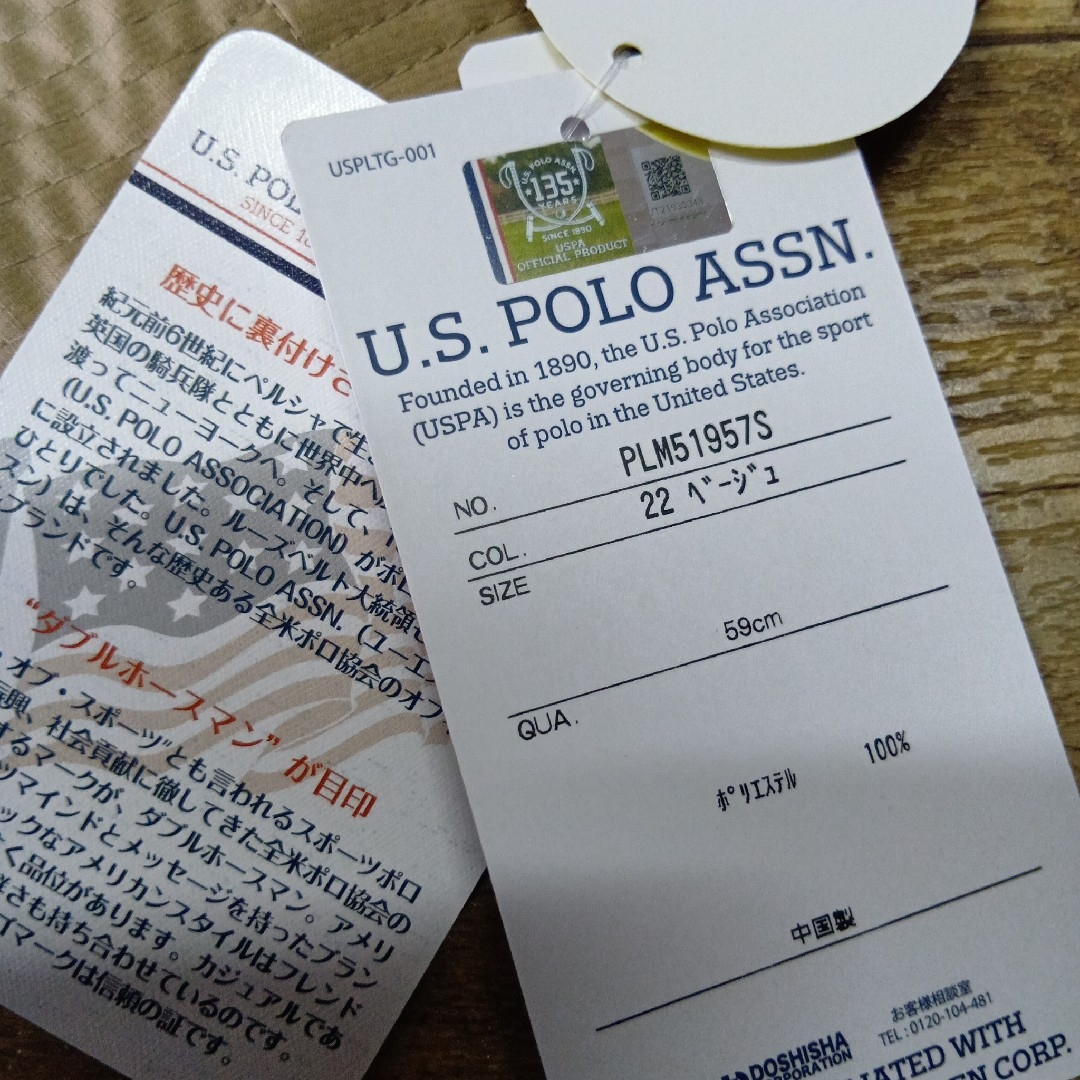 U.S. POL
SINCE 18
歴史に裏付けさ
紀元前6世紀にペルシャで生
英国の騎兵隊とともに世界中へ
渡ってニューヨークへ。そして、1
(U.S. POLO ASSOCIATION) がポロ
に設立されました。ルーズベルト大統領も
ひとりでした。U.S. POLO ASSN. (ユーエ
スン) は、そんな歴史ある全米ポロ協会のオフ
ブランドです。
“ダブルホースマン” が目印
・オブ・スポーツ”とも言われるスポーツポロ
振興、社会貢献に徹してきた全米ポロ協会の
するマークが、ダブルホースマン。アメリ
ツマインドとメッセージを持ったブラン
ックなアメリカンスタイルはフレンド
く品位があります。カジュアルであ
さも持ち合わせているのです。
マークは信頼の証です。
USPLTG-001
U.S. POLO ASSN.
135
YEARS
SINCE 1890
USPA
OFFICIAL PRODUCT
U.S. POLO ASSN.
Founded in 1890, the U.S. Polo Association
(USPA) is the governing body for the sport
of polo in the United States.
NO. PLM51957S
COL. 22 ﾍﾞｰｼﾞｭ
SIZE
59cm
QUA.
ﾎﾟﾘｴｽﾃﾙ 100%
中国製
お客様相談室
TEL:0120-104-481
DOSHISHA
CORPORATION
IATED WITH
EN CORP.